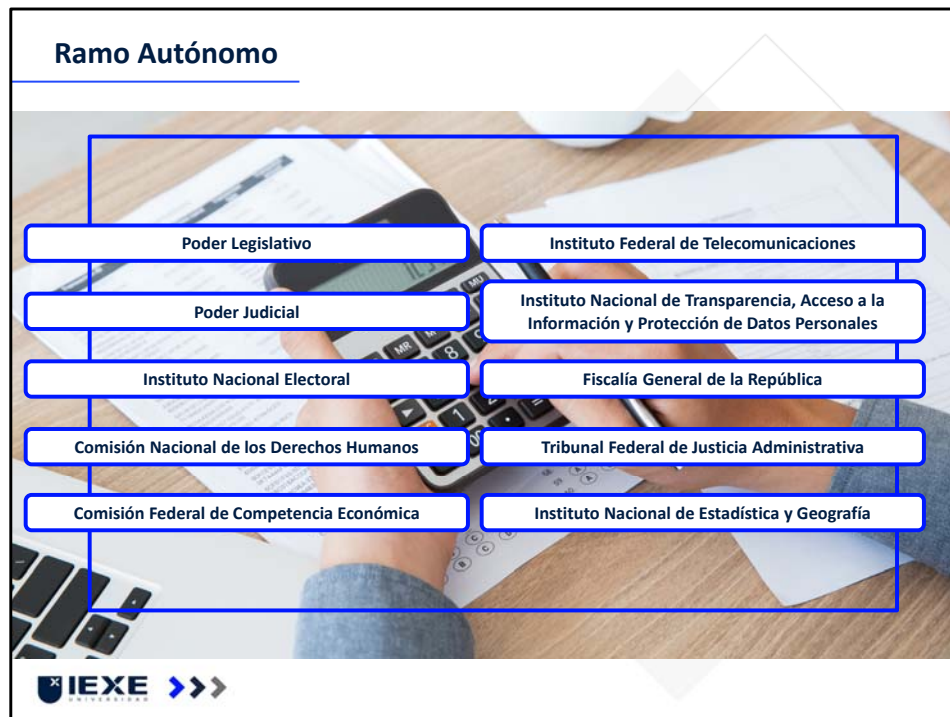 Ramo Autónomo
Poder Legislativo
Poder Judicial
Instituto Nacional Electoral
Comisión Nacional de los Derechos Humanos
Comisión Federal de Competencia Económica
Instituto Federal de Telecomunicaciones
Instituto Nacional de Transparencia, Acceso a la
Información y Protección de Datos Personales
Fiscalía General de la República
Tribunal Federal de Justicia Administrativa
Instituto Nacional de Estadística y Geografía
IEXE
UNIVERSIDAD